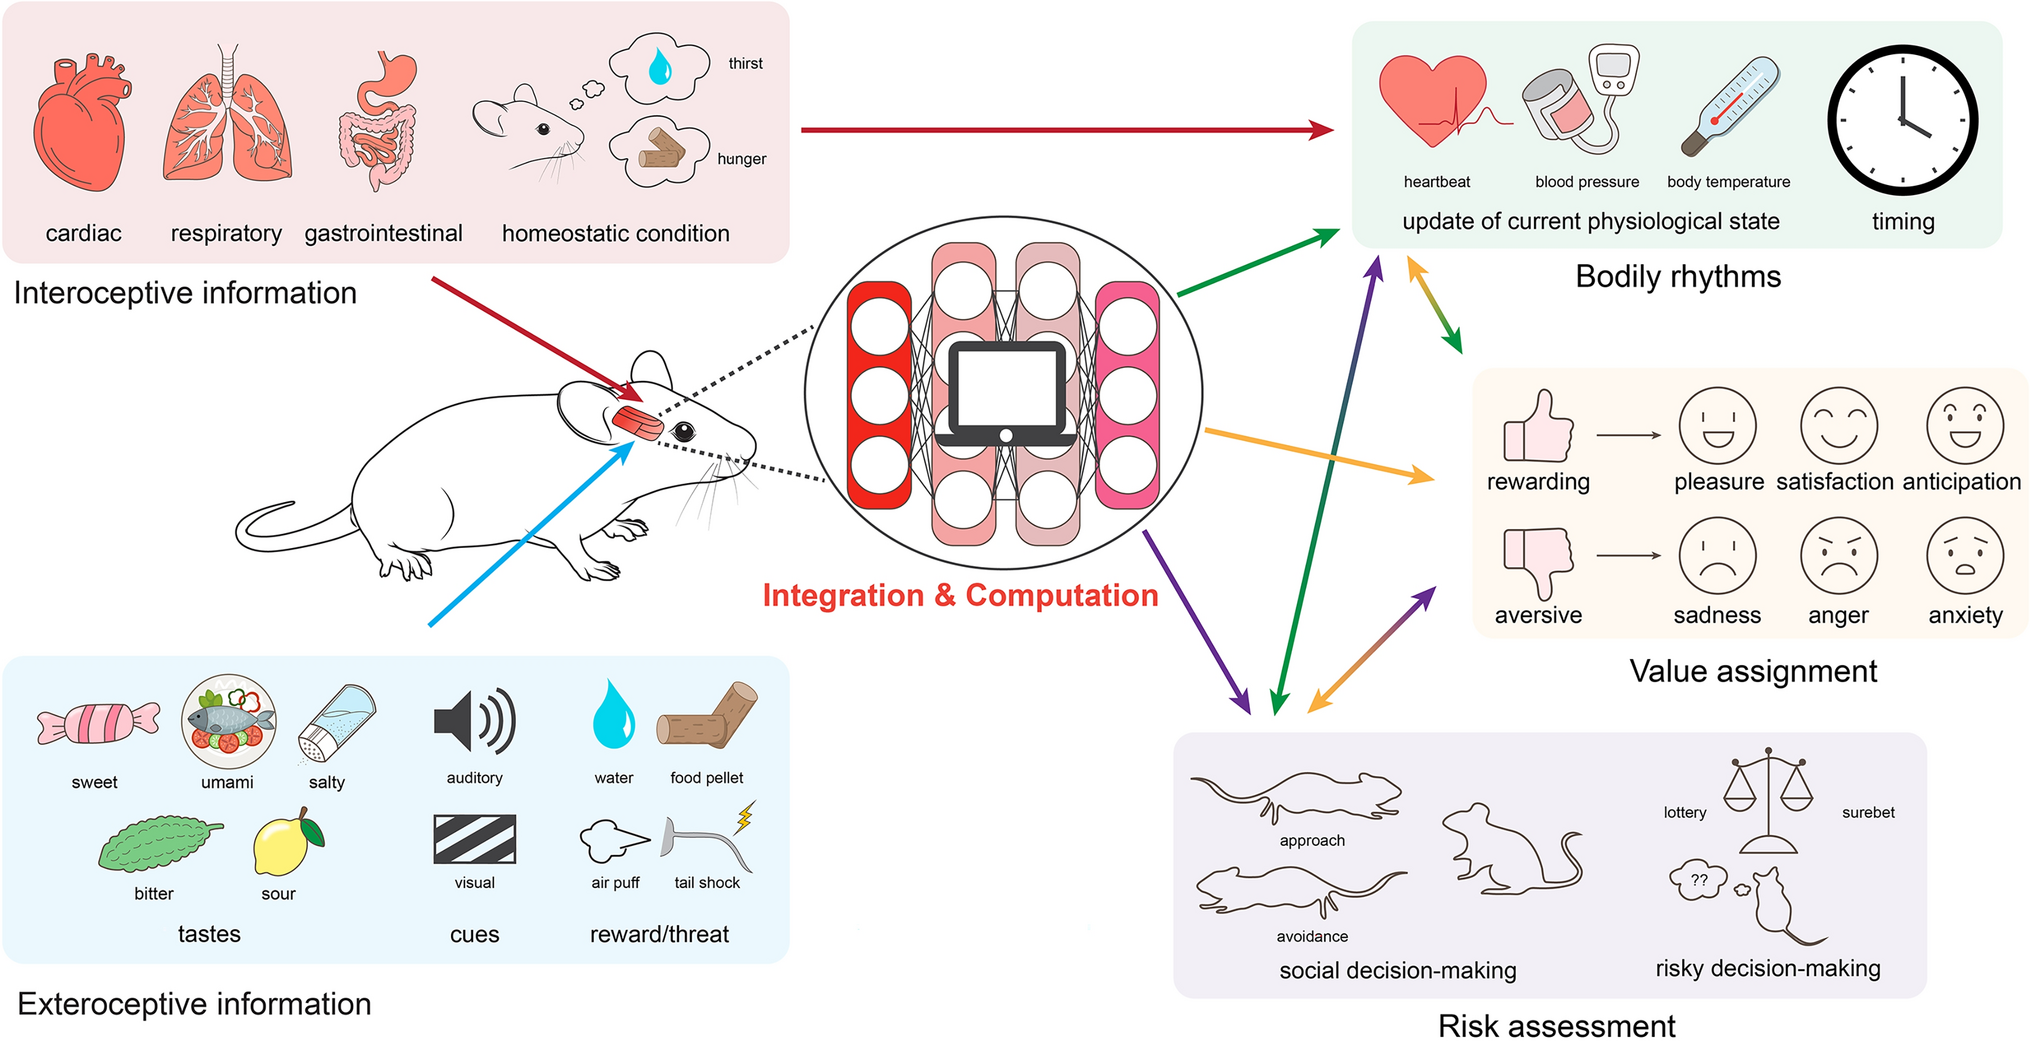 thirst
hunger
cardiac
respiratory
gastrointestinal
homeostatic condition
Interoceptive information
heartbeat
blood pressure
body temperature
update of current physiological state
timing
Bodily rhythms
Integration & Computation
rewarding
pleasure
satisfaction
anticipation
aversive
sadness
anger
anxiety
Value assignment
sweet
umami
salty
auditory
water
food pellet
bitter
sour
visual
air puff
tail shock
tastes
cues
reward/threat
Exteroceptive information
approach
avoidance
social decision-making
lottery
surebet
??
risky decision-making
Risk assessment